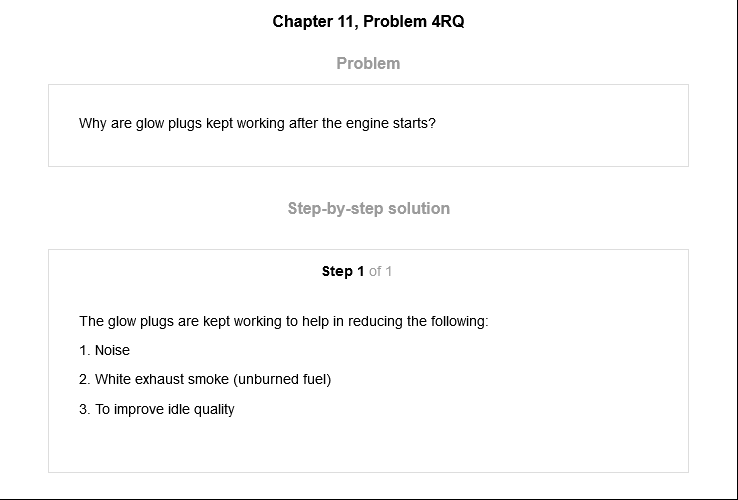 Chapter 11, Problem 4RQ
Problem
Why are glow plugs kept working after the engine starts?
Step-by-step solution
Step 1 of 1
The glow plugs are kept working to help in reducing the following:
1. Noise
2. White exhaust smoke (unburned fuel)
3. To improve idle quality